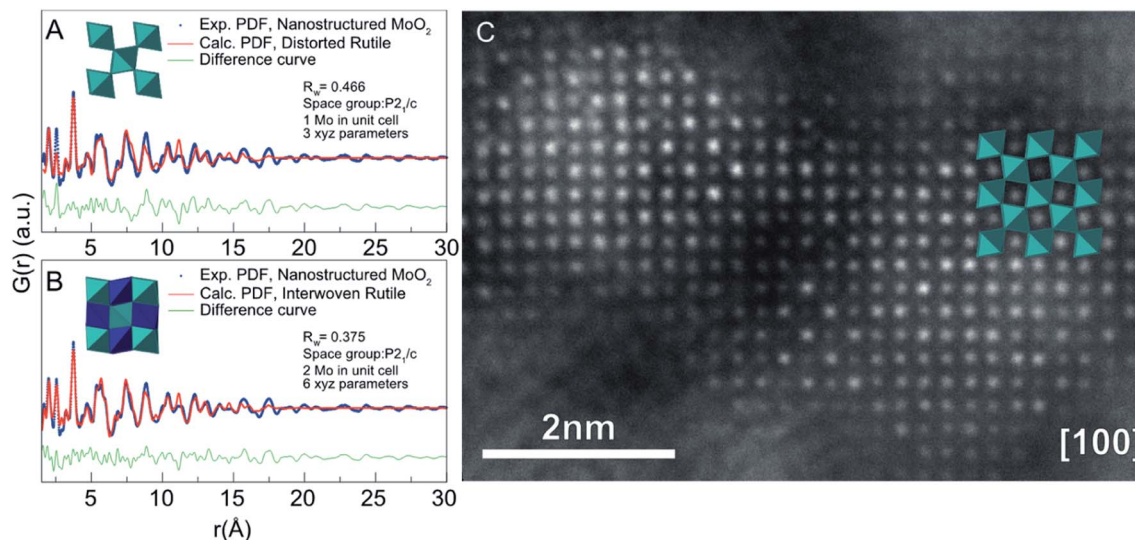 A
Exp. PDF, Nanostructured MoO₂
Calc. PDF, Distorted Rutile
Difference curve
R_w= 0.466
Space group:P2₁/c
1 Mo in unit cell
3 xyz parameters
5 10 15 20 25 30
B
Exp. PDF, Nanostructured MoO₂
Calc. PDF, Interwoven Rutile
Difference curve
R_w= 0.375
Space group:P2₁/c
2 Mo in unit cell
6 xyz parameters
5 10 15 20 25 30
G(r) (a.u.)
r(Å)
C
2nm
[100]